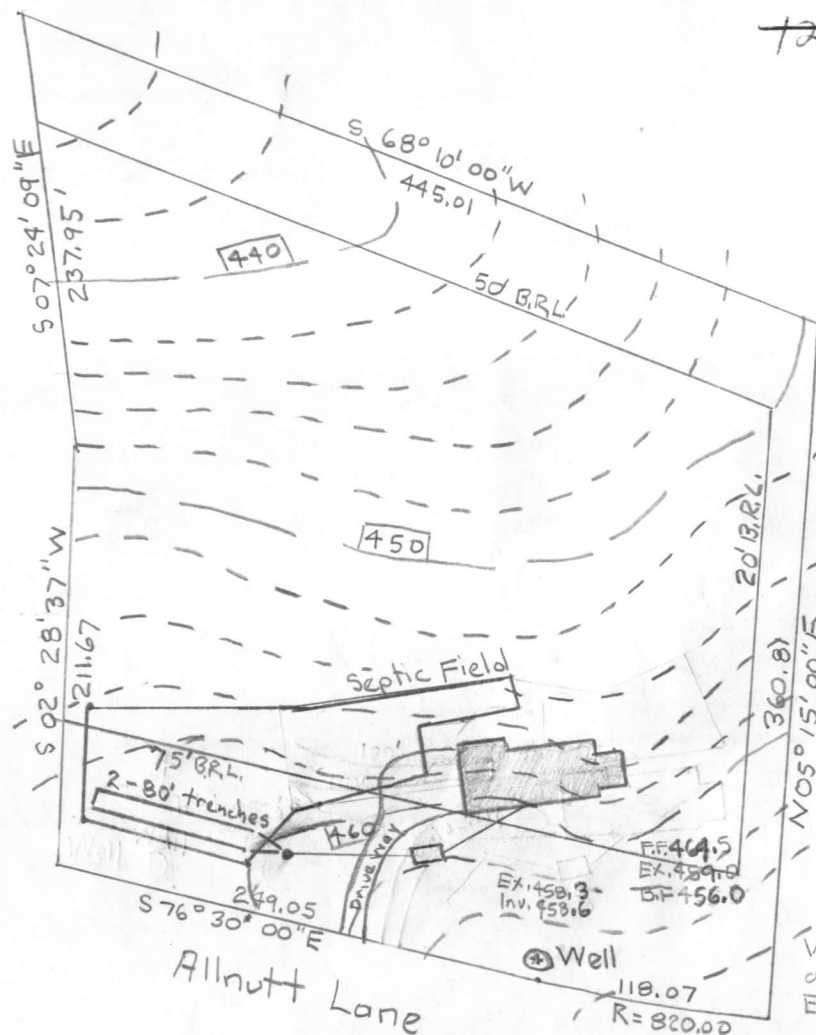 S 68° 10' 00" W
445.01
S 07° 24' 09" E
237.95'
440
50' B.R.L.
450
20' B.R.L.
S 02° 28' 37" W
211.67
Septic Field
360.81
N 05° 15' 00" E
75' B.R.L.
2-80' trenches
460
Driveway
F.F. 464.5
Ex. 459.0
B.F. 456.0
Ex. 458.3
Inv. 458.6
249.05
S 76° 30' 00" E
Well
118.07
R = 820.00
Allnutt Lane